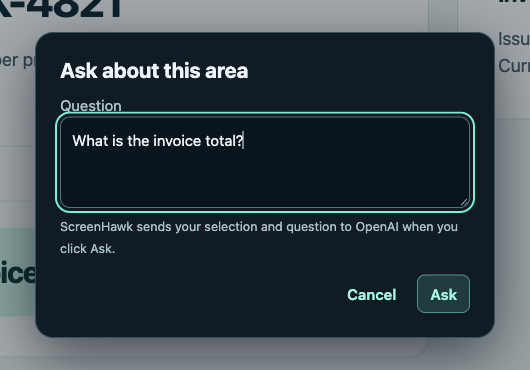 -4821
Ask about this area
Question
What is the invoice total?
ScreenHawk sends your selection and question to OpenAI when you
click Ask.
Cancel
Ask